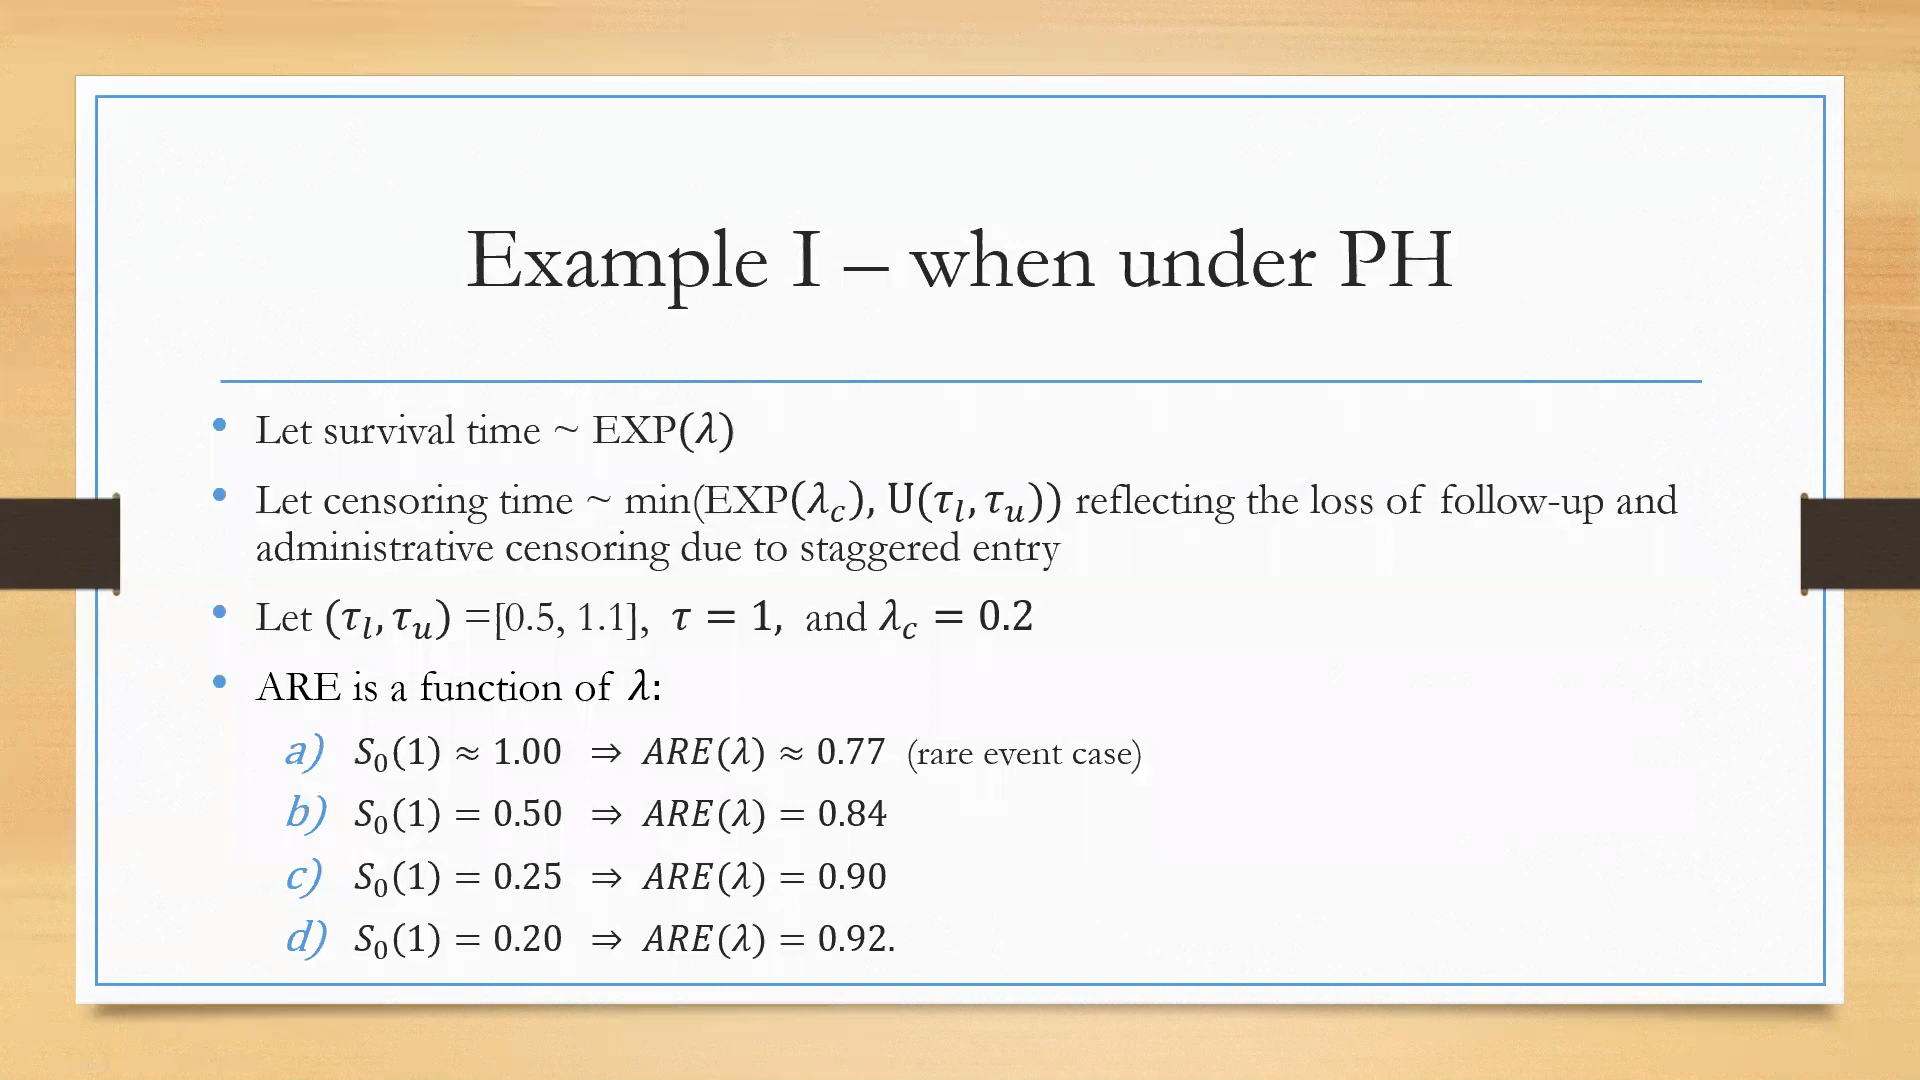 Example I – when under PH
• Let survival time ~ EXP(λ)
• Let censoring time ~ min(EXP(λ_c), U(τ_l, τ_u)) reflecting the loss of follow-up and
administrative censoring due to staggered entry
• Let (τ_l, τ_u) =[0.5, 1.1], τ = 1, and λ_c = 0.2
• ARE is a function of λ:
a) S_0(1) ≈ 1.00 ⇒ ARE(λ) ≈ 0.77 (rare event case)
b) S_0(1) = 0.50 ⇒ ARE(λ) = 0.84
c) S_0(1) = 0.25 ⇒ ARE(λ) = 0.90
d) S_0(1) = 0.20 ⇒ ARE(λ) = 0.92.